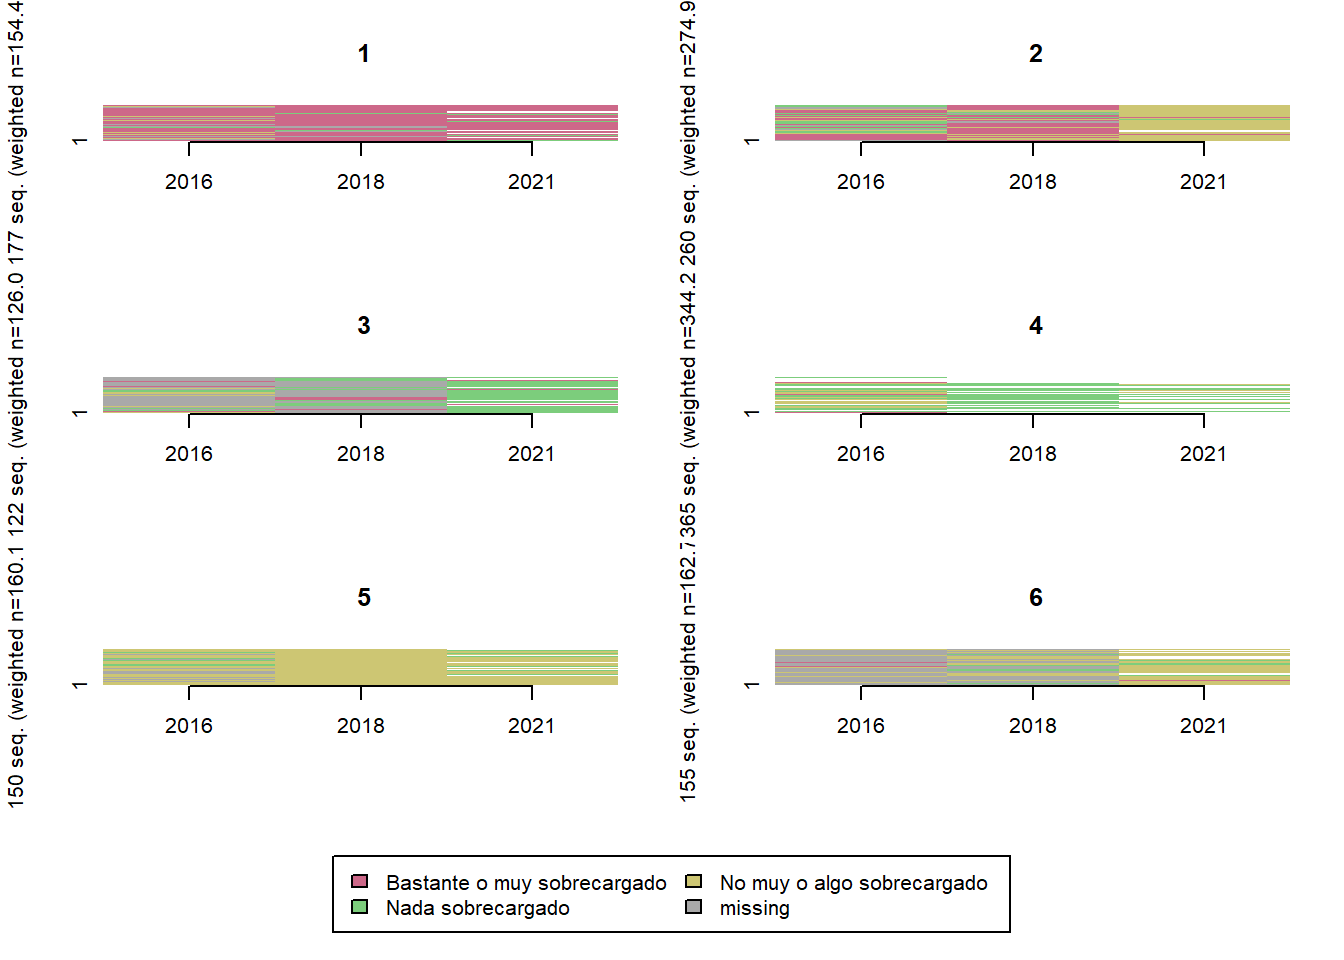 1
2
177 seq. (weighted n=154.4
1
2016 2018 2021
260 seq. (weighted n=274.9
1
2016 2018 2021
3
4
122 seq. (weighted n=126.0
1
2016 2018 2021
365 seq. (weighted n=344.2
1
2016 2018 2021
5
6
150 seq. (weighted n=160.1
1
2016 2018 2021
155 seq. (weighted n=162.7
1
2016 2018 2021
Bastante o muy sobrecargado
No muy o algo sobrecargado
Nada sobrecargado
missing